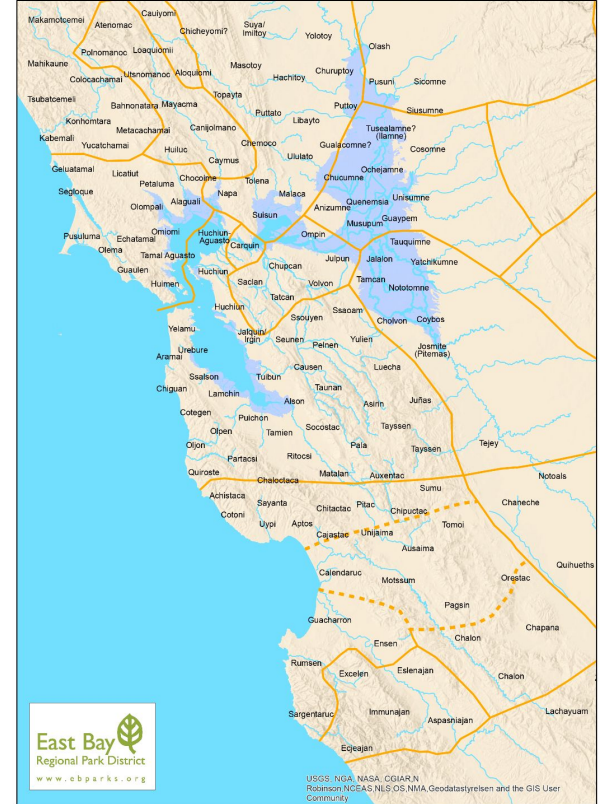 Makamotcemei
Cauiyomi
Atenomac
Chicheyomi?
Suya/
Imiltoy
Yolotoy
Olash
Polnomanoc
Loaquiomii
Mahikaune
Utsnomanoc
Aloquiomi
Masotoy
Churuptoy
Colocachamai
Hachitoy
Pusuni
Sicomne
Tsubatcemeli
Topayta
Bahnonatara
Mayacma
Puttato
Puttoy
Siusumne
Konhomtara
Libayto
Metacachamai
Canijolmano
Tusealamne?
(Ilamne)
Kabemali
Yucatchamai
Chemoco
Gualacomne?
Huiluc
Cosomne
Caymus
Ululato
Geluatamal
Licatiut
Ochejamne
Chocoime
Tolena
Chucumne
Petaluma
Segloque
Napa
Malaca
Unisumne
Alaguali
Quenemsia
Olompali
Anizumne
Suisun
Guaypem
Musupum
Omiomi
Huchiun-
Aguasto
Ompin
Pusuluma
Echatamal
Tauquimne
Carquin
Olema
Tamal Aguasto
Julpun
Jalalon
Yatchikumne
Guaulen
Huchiun
Chupcan
Huimen
Saclan
Volvon
Tamcan
Nototomne
Tatcan
Huchiun
Ssaoam
Ssouyen
Cholvon
Coybos
Yelamu
Jalquin/
Irgin
Seunen
Yulien
Pelnen
Josmite
(Pitemas)
Urebure
Aramai
Causen
Luecha
Ssalson
Tuibun
Chiguan
Lamchin
Taunan
Alson
Asirin
Juñas
Cotegen
Puichon
Olpen
Tamien
Socostac
Tayssen
Oljon
Pala
Tejey
Tayssen
Partacsi
Ritocsi
Quiroste
Matalan
Auxentac
Notoals
Chaloctaca
Sumu
Achistaca
Sayanta
Chaneche
Chitactac
Pitac
Chipuctac
Cotoni
Uypi
Aptos
Tomoi
Cajastac
Unijaima
Ausaima
Quihueths
Calendaruc
Orestac
Motssum
Pagsin
Guacharron
Chapana
Chalon
Ensen
Rumsen
Excelen
Eslenajan
Chalon
Sargentaruc
Immunajan
Lachayuam
Aspasniajan
Ecjeajan
East Bay
Regional Park District
www.ebparks.org
USGS, NGA, NASA, CGIAR,N
Robinson,NCEAS,NLS,OS,NMA,Geodatastyrelsen and the GIS User
Community